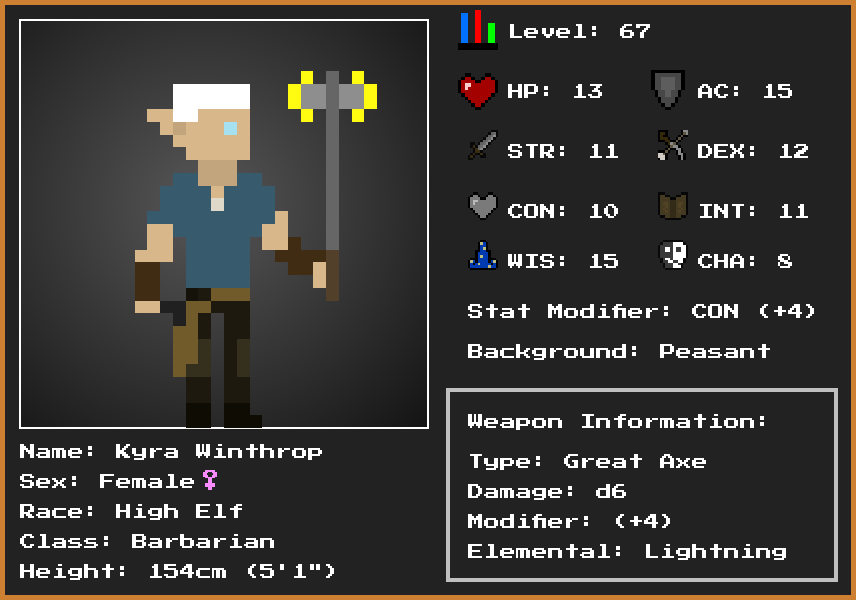 Level: 67
HP: 13
AC: 15
STR: 11
DEX: 12
CON: 10
INT: 11
WIS: 15
CHA: 8
Stat Modifier: CON (+4)
Background: Peasant
Name: Kyra Winthrop
Sex: Female♀
Race: High Elf
Class: Barbarian
Height: 154cm (5'1")
Weapon Information:
Type: Great Axe
Damage: d6
Modifier: (+4)
Elemental: Lightning